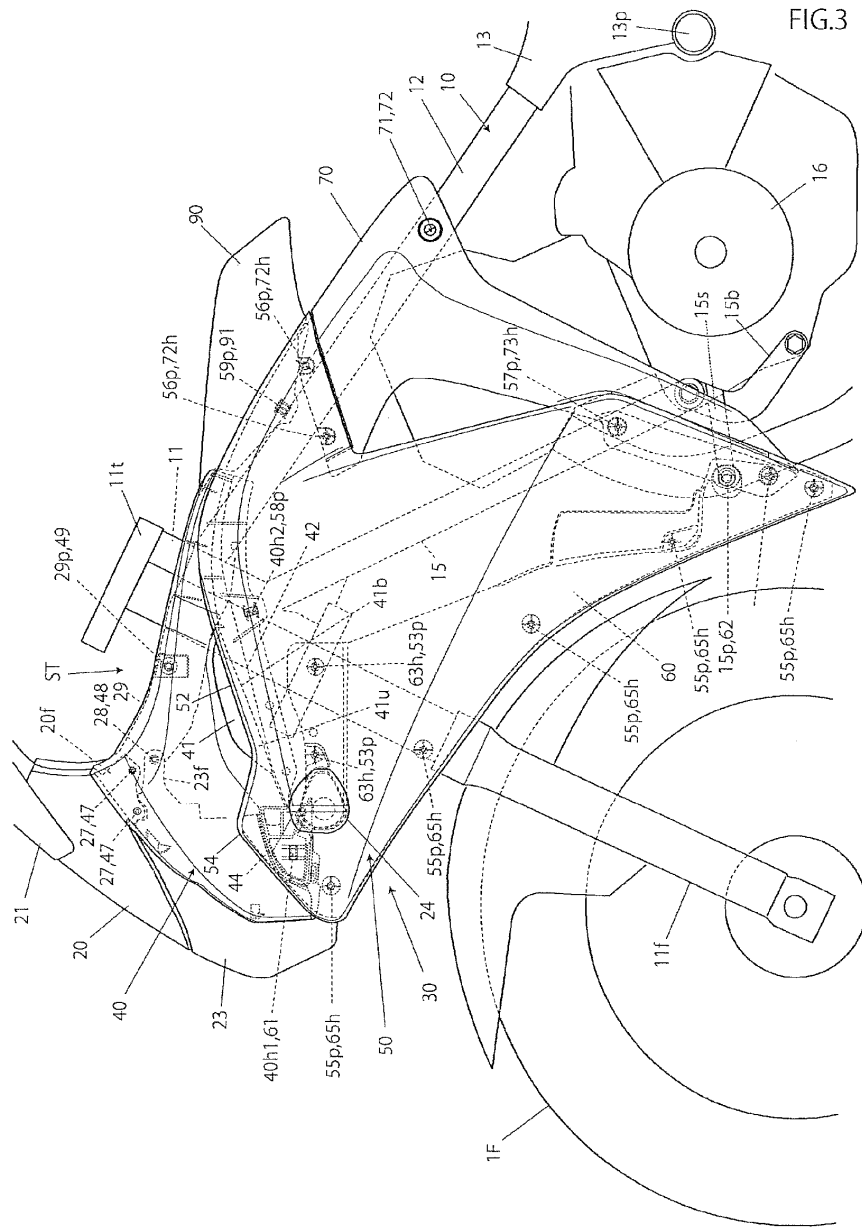 FIG.3
13p
13
12
10
71,72
70
16
90
56p,72h
59p,91
56p,72h
15s
15b
57p,73h
11t
11
29p,49
40h2,58p
42
15
41b
ST
29
28,48
23f
52
41
63h,53p
41u
55p,65h
15p,62
55p,65h
60
55p,65h
20f
27,47
27,47
54
44
63h,53p
55p,65h
21
20
40
23
40h1,61
55p,65h
24
50
30
11f
1F